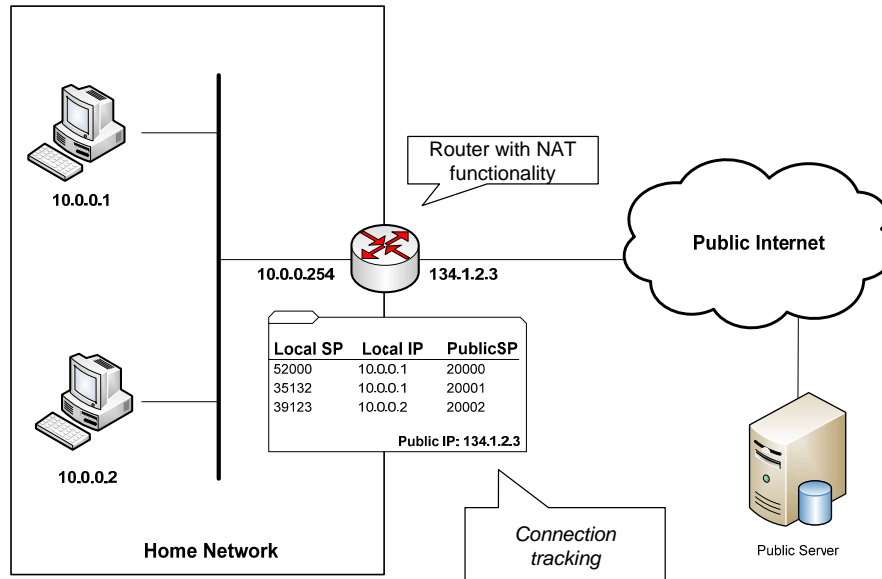 10.0.0.1
Router with NAT
functionality
Public Internet
10.0.0.254
134.1.2.3
Local SP Local IP PublicSP
52000 10.0.0.1 20000
35132 10.0.0.1 20001
39123 10.0.0.2 20002
Public IP: 134.1.2.3
10.0.0.2
Home Network
Connection
tracking
Public Server